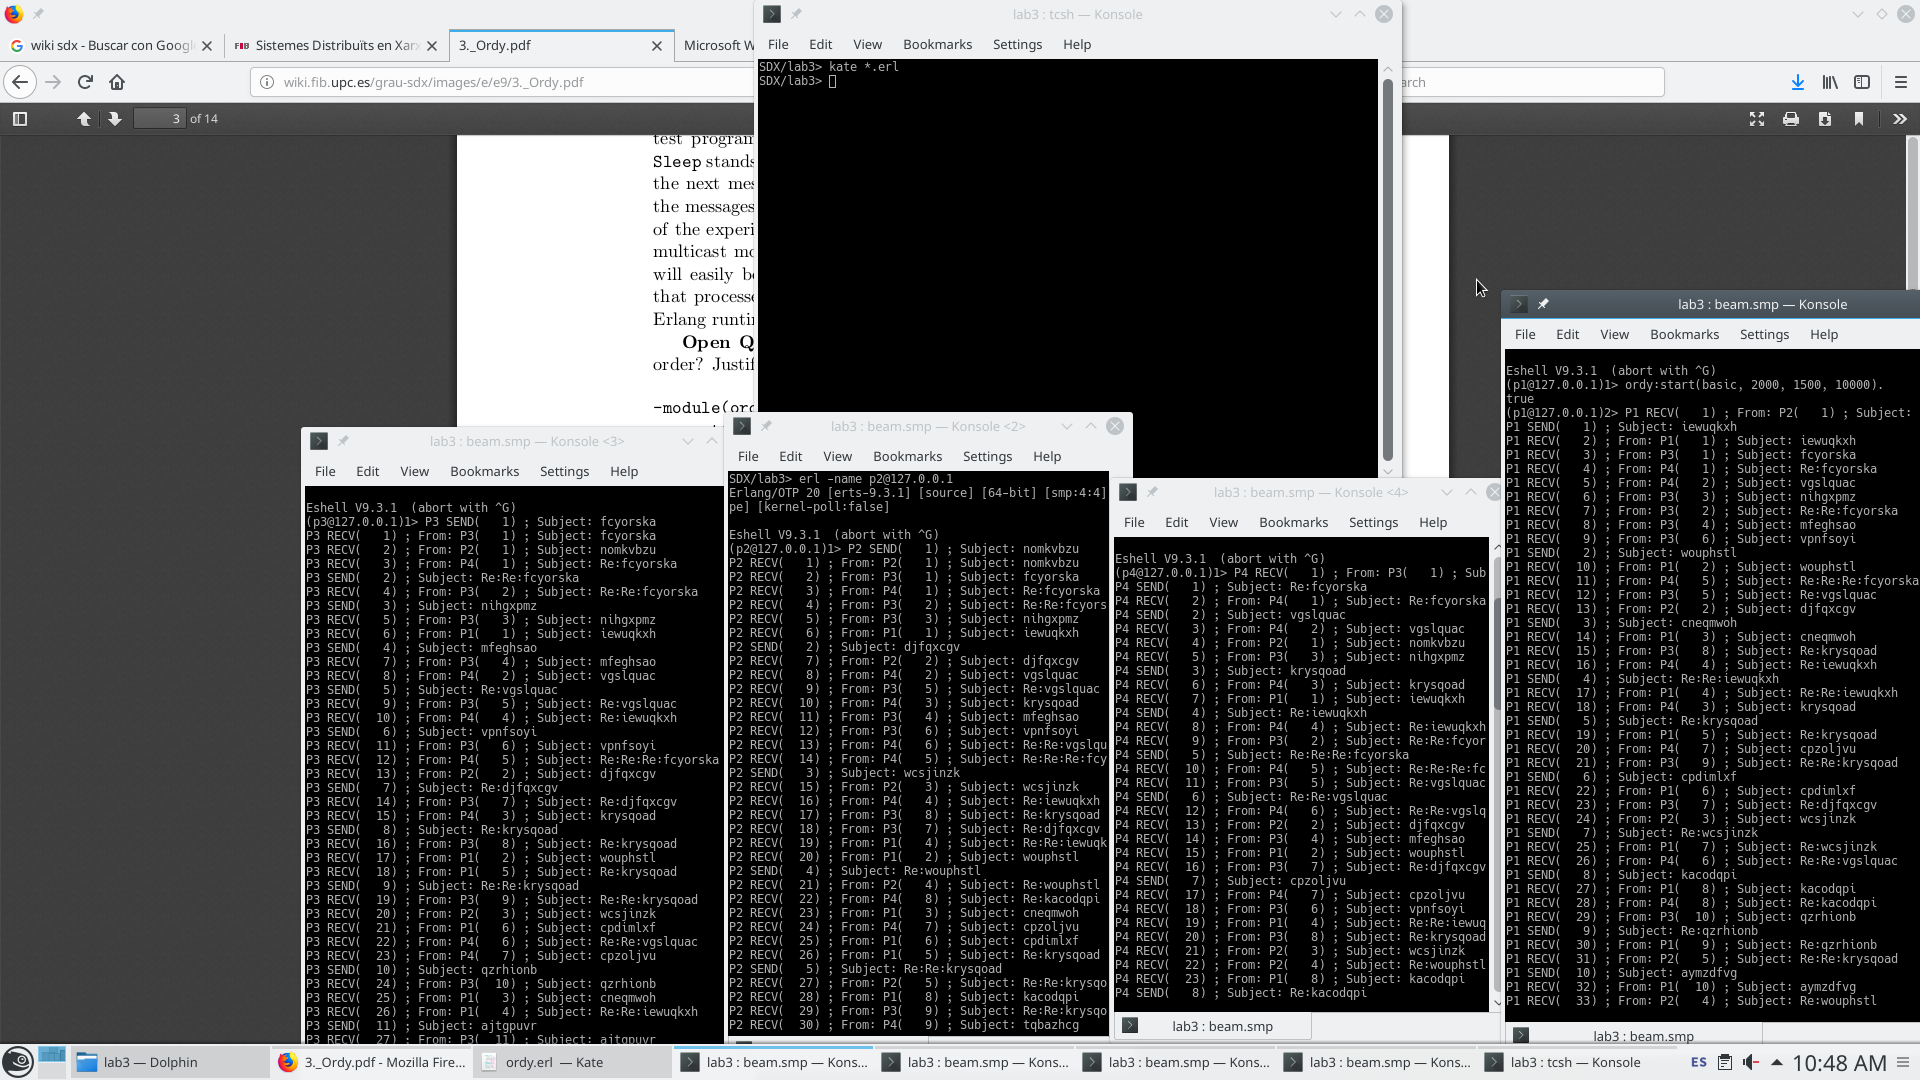 wiki sdx - Buscar con Googl
FIB Sistemes Distribuïts en Xar
3._Ordy.pdf
Microsoft W
wiki.fib.upc.es/grau-sdx/images/e/e9/3._Ordy.pdf
arch
3 of 14
test program
Sleep stands
the next mes
the messages
of the experi
multicast mo
will easily be
that processe
Erlang runtin
Open Q
order? Justif
-module(ord
lab3 : tcsh — Konsole
File Edit View Bookmarks Settings Help
SDX/lab3> kate *.erl
SDX/lab3>
lab3 : beam.smp — Konsole <3>
File Edit View Bookmarks Settings Help
Eshell V9.3.1 (abort with ^G)
(p3@127.0.0.1)1> P3 SEND( 1) ; Subject: fcyorska
P3 RECV( 1) ; From: P3( 1) ; Subject: fcyorska
P3 RECV( 2) ; From: P2( 1) ; Subject: nomkvbzu
P3 RECV( 3) ; From: P4( 1) ; Subject: Re:fcyorska
P3 SEND( 2) ; Subject: Re:Re:fcyorska
P3 RECV( 4) ; From: P3( 2) ; Subject: Re:Re:fcyorska
P3 SEND( 3) ; Subject: nihgxpmz
P3 RECV( 5) ; From: P3( 3) ; Subject: nihgxpmz
P3 RECV( 6) ; From: P1( 1) ; Subject: iewuqkxh
P3 SEND( 4) ; Subject: mfeghsao
P3 RECV( 7) ; From: P3( 4) ; Subject: mfeghsao
P3 RECV( 8) ; From: P4( 2) ; Subject: vgslquac
P3 SEND( 5) ; Subject: Re:vgslquac
P3 RECV( 9) ; From: P3( 5) ; Subject: Re:vgslquac
P3 RECV( 10) ; From: P4( 4) ; Subject: Re:iewuqkxh
P3 SEND( 6) ; Subject: vpnfsoyi
P3 RECV( 11) ; From: P3( 6) ; Subject: vpnfsoyi
P3 RECV( 12) ; From: P4( 5) ; Subject: Re:Re:Re:fcyorska
P3 RECV( 13) ; From: P2( 2) ; Subject: djfqxcgv
P3 SEND( 7) ; Subject: Re:djfqxcgv
P3 RECV( 14) ; From: P3( 7) ; Subject: Re:djfqxcgv
P3 RECV( 15) ; From: P4( 3) ; Subject: krysqoad
P3 SEND( 8) ; Subject: Re:krysqoad
P3 RECV( 16) ; From: P3( 8) ; Subject: Re:krysqoad
P3 RECV( 17) ; From: P1( 2) ; Subject: wouphstl
P3 RECV( 18) ; From: P1( 5) ; Subject: Re:krysqoad
P3 SEND( 9) ; Subject: Re:Re:krysqoad
P3 RECV( 19) ; From: P3( 9) ; Subject: Re:Re:krysqoad
P3 RECV( 20) ; From: P2( 3) ; Subject: wcsjinzk
P3 RECV( 21) ; From: P1( 6) ; Subject: cpdimlxf
P3 RECV( 22) ; From: P4( 6) ; Subject: Re:Re:vgslquac
P3 RECV( 23) ; From: P4( 7) ; Subject: cpzoljvu
P3 SEND( 10) ; Subject: qzrhionb
P3 RECV( 24) ; From: P3( 10) ; Subject: qzrhionb
P3 RECV( 25) ; From: P1( 3) ; Subject: cneqmwoh
P3 RECV( 26) ; From: P1( 4) ; Subject: Re:Re:iewuqkxh
P3 SEND( 11) ; Subject: ajtgpuvr
P3 RECV( 27) ; From: P3( 11) ; Subject: ajtgpuvr
lab3 : beam.smp — Konsole <2>
File Edit View Bookmarks Settings Help
SDX/lab3> erl -name p2@127.0.0.1
Erlang/OTP 20 [erts-9.3.1] [source] [64-bit] [smp:4:4]
pe] [kernel-poll:false]
Eshell V9.3.1 (abort with ^G)
(p2@127.0.0.1)1> P2 SEND( 1) ; Subject: nomkvbzu
P2 RECV( 1) ; From: P2( 1) ; Subject: nomkvbzu
P2 RECV( 2) ; From: P3( 1) ; Subject: fcyorska
P2 RECV( 3) ; From: P4( 1) ; Subject: Re:fcyorska
P2 RECV( 4) ; From: P3( 2) ; Subject: Re:Re:fcyors
P2 RECV( 5) ; From: P3( 3) ; Subject: nihgxpmz
P2 RECV( 6) ; From: P1( 1) ; Subject: iewuqkxh
P2 SEND( 2) ; Subject: djfqxcgv
P2 RECV( 7) ; From: P2( 2) ; Subject: djfqxcgv
P2 RECV( 8) ; From: P4( 2) ; Subject: vgslquac
P2 RECV( 9) ; From: P3( 5) ; Subject: Re:vgslquac
P2 RECV( 10) ; From: P4( 3) ; Subject: krysqoad
P2 RECV( 11) ; From: P3( 4) ; Subject: mfeghsao
P2 RECV( 12) ; From: P3( 6) ; Subject: vpnfsoyi
P2 RECV( 13) ; From: P4( 6) ; Subject: Re:Re:vgslqu
P2 RECV( 14) ; From: P4( 5) ; Subject: Re:Re:Re:fcy
P2 SEND( 3) ; Subject: wcsjinzk
P2 RECV( 15) ; From: P2( 3) ; Subject: wcsjinzk
P2 RECV( 16) ; From: P4( 4) ; Subject: Re:iewuqkxh
P2 RECV( 17) ; From: P3( 8) ; Subject: Re:krysqoad
P2 RECV( 18) ; From: P3( 7) ; Subject: Re:djfqxcgv
P2 RECV( 19) ; From: P1( 4) ; Subject: Re:Re:iewuqk
P2 RECV( 20) ; From: P1( 2) ; Subject: wouphstl
P2 SEND( 4) ; Subject: Re:wouphstl
P2 RECV( 21) ; From: P2( 4) ; Subject: Re:wouphstl
P2 RECV( 22) ; From: P4( 8) ; Subject: Re:kacodqpi
P2 RECV( 23) ; From: P1( 3) ; Subject: cneqmwoh
P2 RECV( 24) ; From: P4( 7) ; Subject: cpzoljvu
P2 RECV( 25) ; From: P1( 6) ; Subject: cpdimlxf
P2 RECV( 26) ; From: P1( 5) ; Subject: Re:krysqoad
P2 SEND( 5) ; Subject: Re:Re:krysqoad
P2 RECV( 27) ; From: P2( 5) ; Subject: Re:Re:krysqo
P2 RECV( 28) ; From: P1( 8) ; Subject: kacodqpi
P2 RECV( 29) ; From: P3( 9) ; Subject: Re:Re:krysqo
P2 RECV( 30) ; From: P4( 9) ; Subject: tqbazhcg
lab3 : beam.smp — Konsole <4>
File Edit View Bookmarks Settings Help
Eshell V9.3.1 (abort with ^G)
(p4@127.0.0.1)1> P4 RECV( 1) ; From: P3( 1) ; Sub
P4 SEND( 1) ; Subject: Re:fcyorska
P4 RECV( 2) ; From: P4( 1) ; Subject: Re:fcyorska
P4 SEND( 2) ; Subject: vgslquac
P4 RECV( 3) ; From: P4( 2) ; Subject: vgslquac
P4 RECV( 4) ; From: P2( 1) ; Subject: nomkvbzu
P4 RECV( 5) ; From: P3( 3) ; Subject: nihgxpmz
P4 SEND( 3) ; Subject: krysqoad
P4 RECV( 6) ; From: P4( 3) ; Subject: krysqoad
P4 RECV( 7) ; From: P1( 1) ; Subject: iewuqkxh
P4 SEND( 4) ; Subject: Re:iewuqkxh
P4 RECV( 8) ; From: P4( 4) ; Subject: Re:iewuqkxh
P4 RECV( 9) ; From: P3( 2) ; Subject: Re:Re:fcyor
P4 SEND( 5) ; Subject: Re:Re:Re:fcyorska
P4 RECV( 10) ; From: P4( 5) ; Subject: Re:Re:Re:fc
P4 RECV( 11) ; From: P3( 5) ; Subject: Re:vgslquac
P4 SEND( 6) ; Subject: Re:Re:vgslquac
P4 RECV( 12) ; From: P4( 6) ; Subject: Re:Re:vgslq
P4 RECV( 13) ; From: P2( 2) ; Subject: djfqxcgv
P4 RECV( 14) ; From: P3( 4) ; Subject: mfeghsao
P4 RECV( 15) ; From: P1( 2) ; Subject: wouphstl
P4 RECV( 16) ; From: P3( 7) ; Subject: Re:djfqxcgv
P4 SEND( 7) ; Subject: cpzoljvu
P4 RECV( 17) ; From: P4( 7) ; Subject: cpzoljvu
P4 RECV( 18) ; From: P3( 6) ; Subject: vpnfsoyi
P4 RECV( 19) ; From: P1( 4) ; Subject: Re:Re:iewuq
P4 RECV( 20) ; From: P3( 8) ; Subject: Re:krysqoad
P4 RECV( 21) ; From: P2( 3) ; Subject: wcsjinzk
P4 RECV( 22) ; From: P2( 4) ; Subject: Re:wouphstl
P4 RECV( 23) ; From: P1( 8) ; Subject: kacodqpi
P4 SEND( 8) ; Subject: Re:kacodqpi
lab3 : beam.smp
lab3 : beam.smp — Konsole
File Edit View Bookmarks Settings Help
Eshell V9.3.1 (abort with ^G)
(p1@127.0.0.1)1> ordy:start(basic, 2000, 1500, 10000).
true
(p1@127.0.0.1)2> P1 RECV( 1) ; From: P2( 1) ; Subject:
P1 SEND( 1) ; Subject: iewuqkxh
P1 RECV( 2) ; From: P1( 1) ; Subject: iewuqkxh
P1 RECV( 3) ; From: P3( 1) ; Subject: fcyorska
P1 RECV( 4) ; From: P4( 1) ; Subject: Re:fcyorska
P1 RECV( 5) ; From: P4( 2) ; Subject: vgslquac
P1 RECV( 6) ; From: P3( 3) ; Subject: nihgxpmz
P1 RECV( 7) ; From: P3( 2) ; Subject: Re:Re:fcyorska
P1 RECV( 8) ; From: P3( 4) ; Subject: mfeghsao
P1 RECV( 9) ; From: P3( 6) ; Subject: vpnfsoyi
P1 SEND( 2) ; Subject: wouphstl
P1 RECV( 10) ; From: P1( 2) ; Subject: wouphstl
P1 RECV( 11) ; From: P4( 5) ; Subject: Re:Re:Re:fcyorska
P1 RECV( 12) ; From: P3( 5) ; Subject: Re:vgslquac
P1 RECV( 13) ; From: P2( 2) ; Subject: djfqxcgv
P1 SEND( 3) ; Subject: cneqmwoh
P1 RECV( 14) ; From: P1( 3) ; Subject: cneqmwoh
P1 RECV( 15) ; From: P3( 8) ; Subject: Re:krysqoad
P1 RECV( 16) ; From: P4( 4) ; Subject: Re:iewuqkxh
P1 SEND( 4) ; Subject: Re:Re:iewuqkxh
P1 RECV( 17) ; From: P1( 4) ; Subject: Re:Re:iewuqkxh
P1 RECV( 18) ; From: P4( 3) ; Subject: krysqoad
P1 SEND( 5) ; Subject: Re:krysqoad
P1 RECV( 19) ; From: P1( 5) ; Subject: Re:krysqoad
P1 RECV( 20) ; From: P4( 7) ; Subject: cpzoljvu
P1 RECV( 21) ; From: P3( 9) ; Subject: Re:Re:krysqoad
P1 SEND( 6) ; Subject: cpdimlxf
P1 RECV( 22) ; From: P1( 6) ; Subject: cpdimlxf
P1 RECV( 23) ; From: P3( 7) ; Subject: Re:djfqxcgv
P1 RECV( 24) ; From: P2( 3) ; Subject: wcsjinzk
P1 SEND( 7) ; Subject: Re:wcsjinzk
P1 RECV( 25) ; From: P1( 7) ; Subject: Re:wcsjinzk
P1 RECV( 26) ; From: P4( 6) ; Subject: Re:Re:vgslquac
P1 SEND( 8) ; Subject: kacodqpi
P1 RECV( 27) ; From: P1( 8) ; Subject: kacodqpi
P1 RECV( 28) ; From: P4( 8) ; Subject: Re:kacodqpi
P1 RECV( 29) ; From: P3( 10) ; Subject: qzrhionb
P1 SEND( 9) ; Subject: Re:qzrhionb
P1 RECV( 30) ; From: P1( 9) ; Subject: Re:qzrhionb
P1 RECV( 31) ; From: P2( 5) ; Subject: Re:Re:krysqoad
P1 SEND( 10) ; Subject: aymzdfvg
P1 RECV( 32) ; From: P1( 10) ; Subject: aymzdfvg
P1 RECV( 33) ; From: P2( 4) ; Subject: Re:wouphstl
lab3 : beam.smp
lab3 — Dolphin
3._Ordy.pdf - Mozilla Fire...
ordy.erl — Kate
lab3 : beam.smp — Kons...
lab3 : beam.smp — Kons...
lab3 : beam.smp — Kons...
lab3 : beam.smp — Kons...
lab3 : tcsh — Konsole
ES
10:48 AM